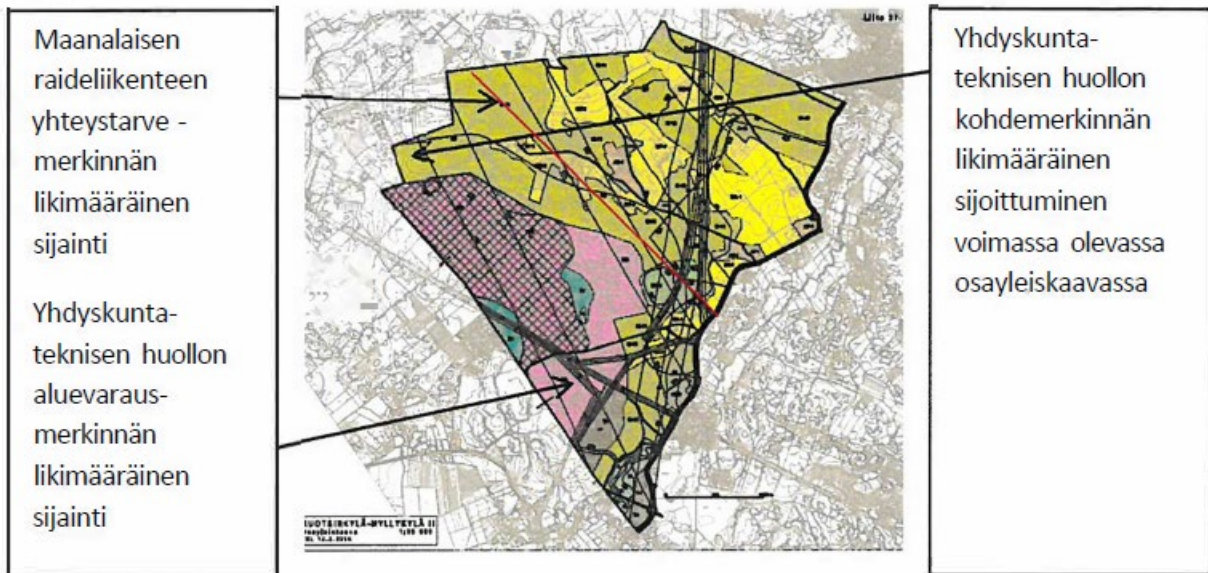 Maanalaisen
raideliikenteen
yhteystarve -
merkinnän
likimääräinen
sijainti
Yhdyskunta-
teknisen huollon
aluevaraus-
merkinnän
likimääräinen
sijainti
Yhdyskunta-
teknisen huollon
kohdemerkinnän
likimääräinen
sijoittuminen
voimassa olevassa
osayleiskaavassa